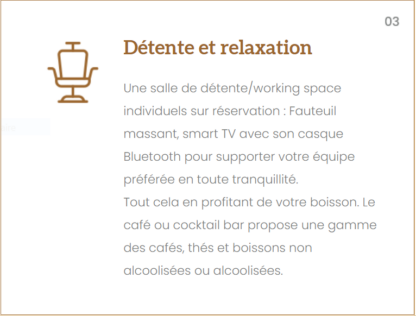 03
Détente et relaxation
Une salle de détente/working space
individuels sur réservation : Fauteuil
massant, smart TV avec son casque
Bluetooth pour supporter votre équipe
préférée en toute tranquillité.
Tout cela en profitant de votre boisson. Le
café ou cocktail bar propose une gamme
des cafés, thés et boissons non
alcoolisées ou alcoolisées.